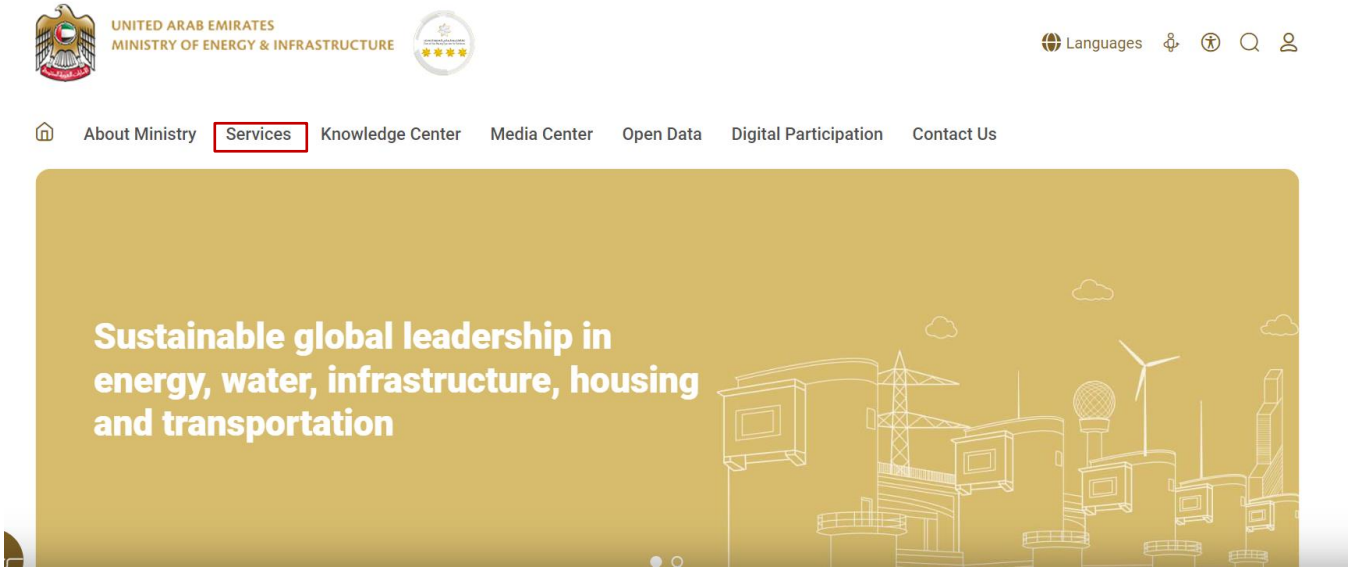 UNITED ARAB EMIRATES
MINISTRY OF ENERGY & INFRASTRUCTURE
Languages
About Ministry Services Knowledge Center Media Center Open Data Digital Participation Contact Us
Sustainable global leadership in
energy, water, infrastructure, housing
and transportation